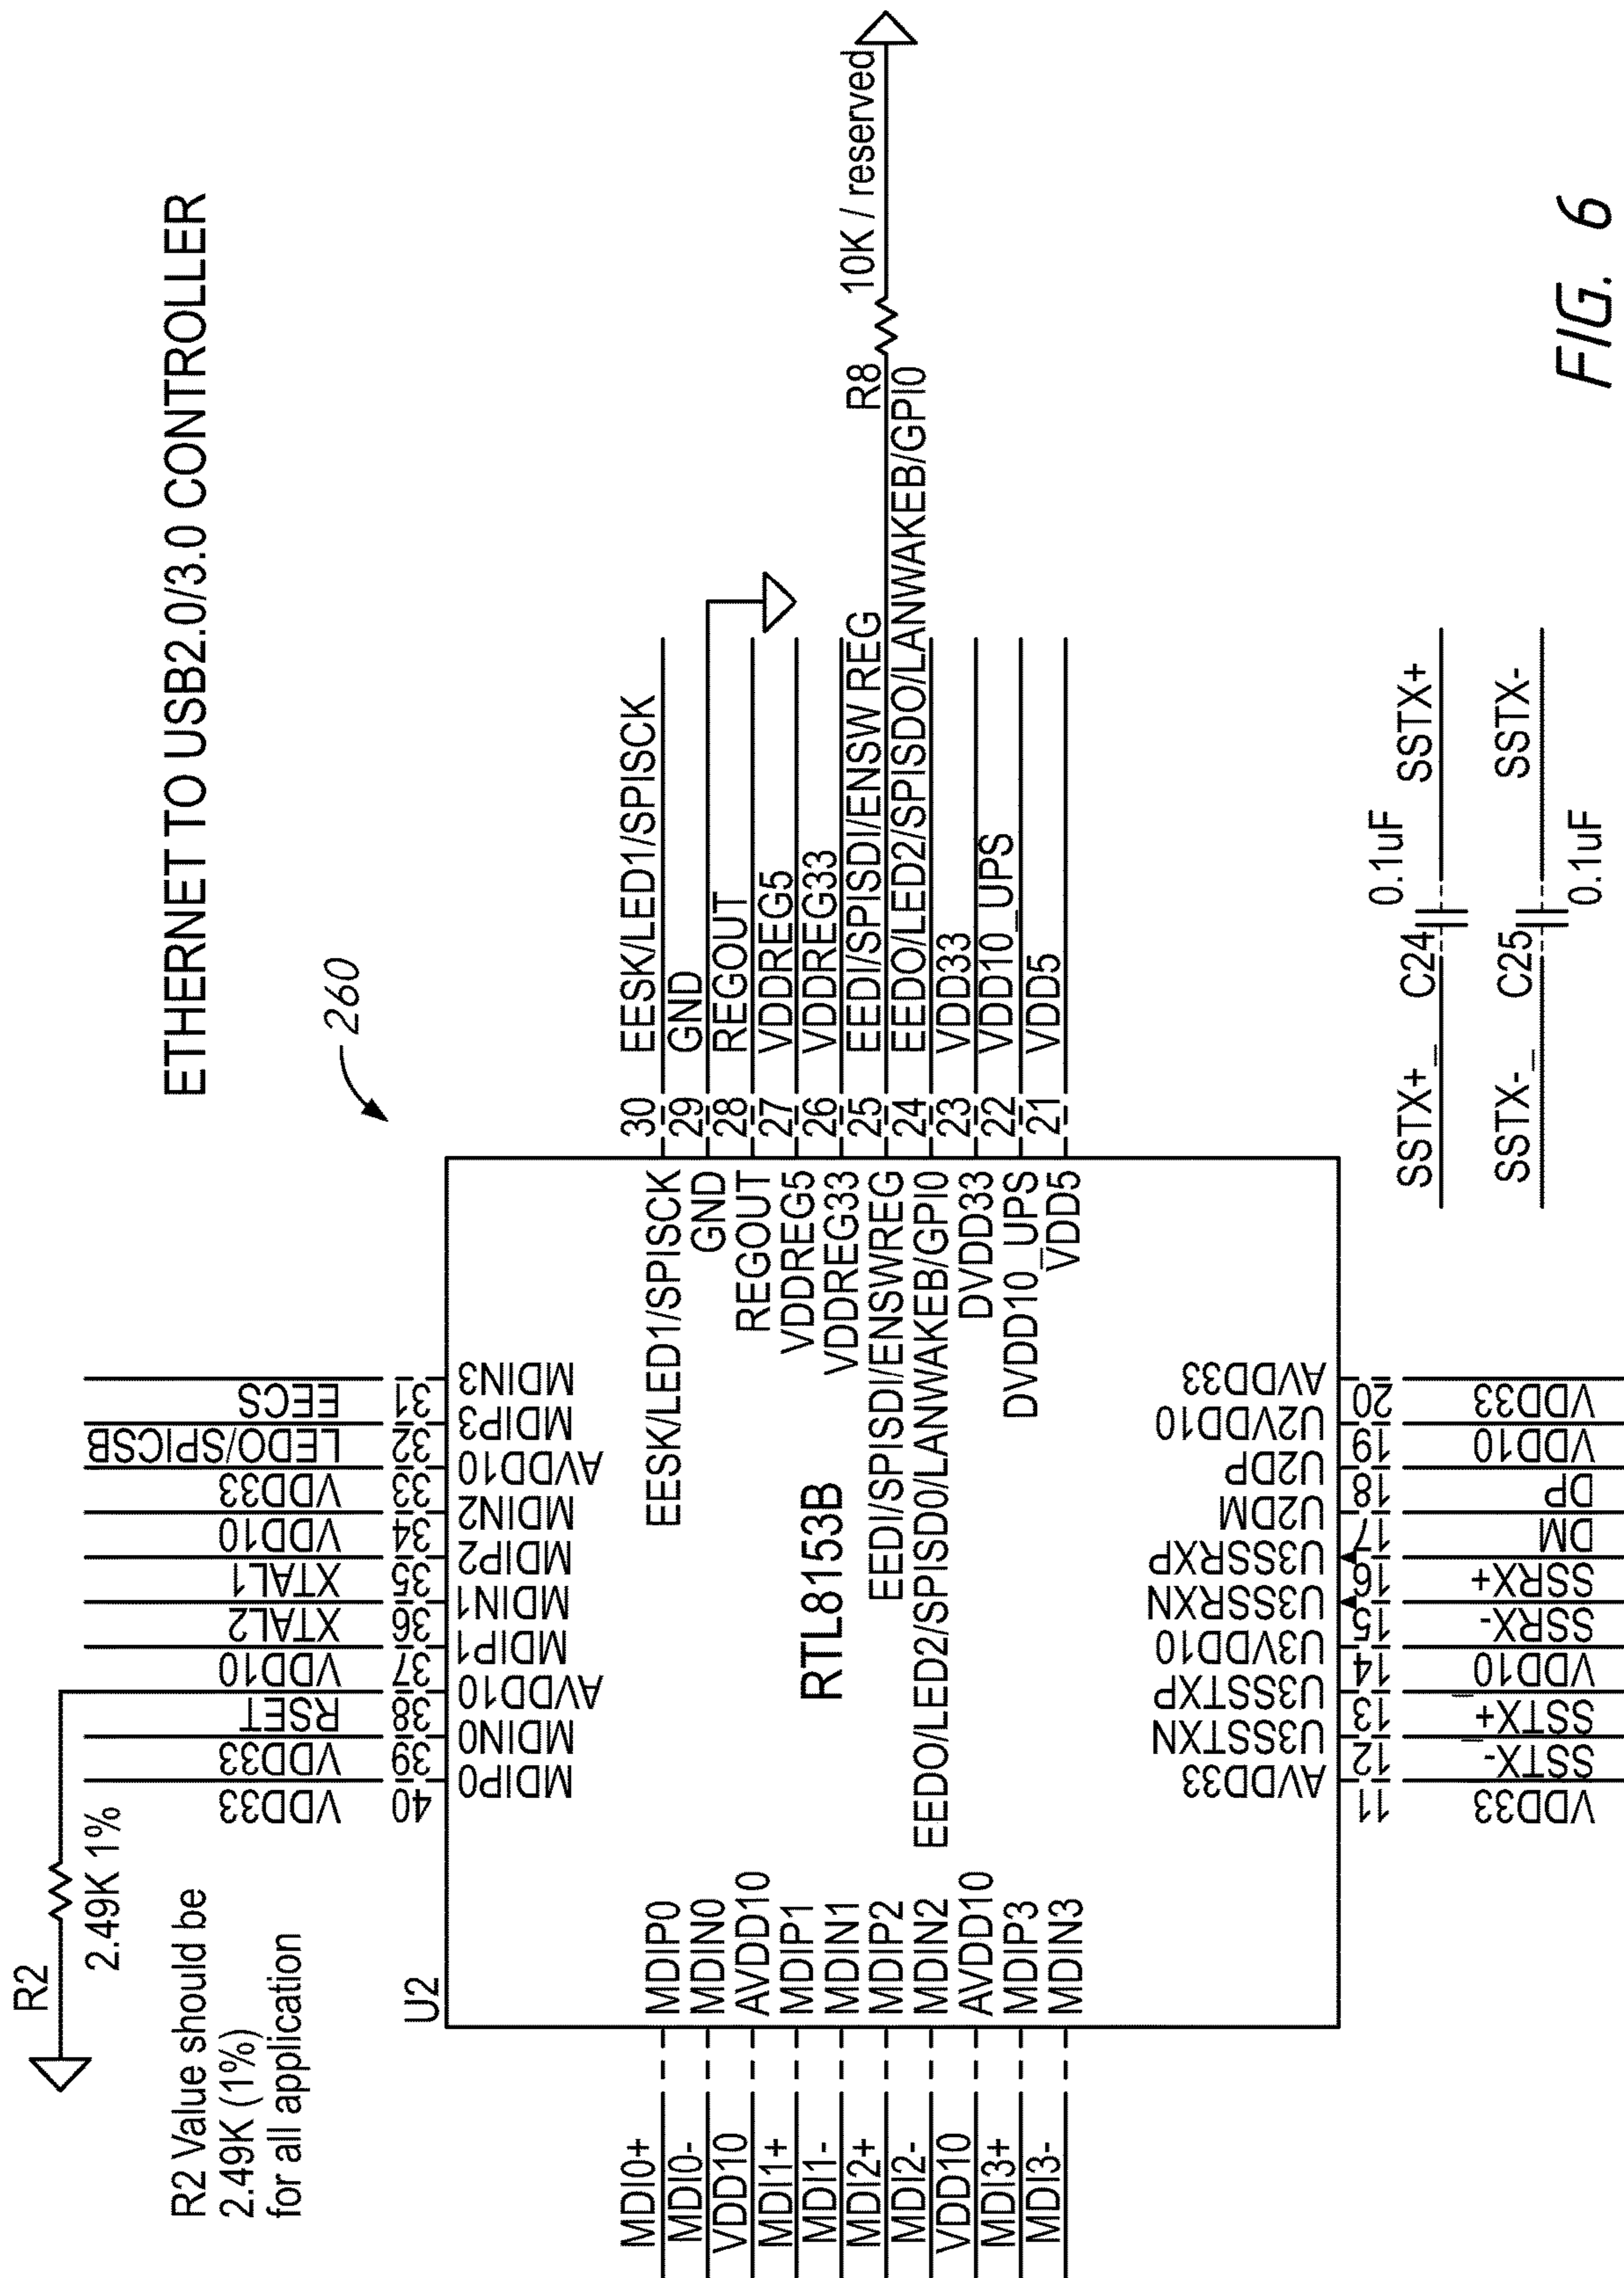 ETHERNET TO USB2.0/3.0 CONTROLLER
260
R2
2.49K 1%
R2 Value should be
2.49K (1%)
for all application
U2
RTL8153B
VDD33
VDD33
RSET
VDD10
XTAL2
XTAL1
VDD10
VDD33
LEDO/SPICSB
EECS
40
39
38
37
36
35
34
33
32
31
MDIP0
MDIN0
AVDD10
MDIP1
MDIN1
MDIP2
MDIN2
AVDD10
MDIP3
MDIN3
MDI0+
MDI0-
VDD10
MDI1+
MDI1-
MDI2+
MDI2-
VDD10
MDI3+
MDI3-
MDIP0
MDIN0
AVDD10
MDIP1
MDIN1
MDIP2
MDIN2
AVDD10
MDIP3
MDIN3
EESK/LED1/SPISCK
GND
REGOUT
VDDREG5
VDDREG33
EEDI/SPISDI/ENSWREG
EEDO/LED2/SPISD0/LANWAKEB/GPI0
DVDD33
DVDD10_UPS
VDD5
30
29
28
27
26
25
24
23
22
21
EESK/LED1/SPISCK
GND
REGOUT
VDDREG5
VDDREG33
EEDI/SPISDI/ENSW REG
EEDO/LED2/SPISDO/LANWAKEB/GPI0
VDD33
VDD10_UPS
VDD5
R8
10K / reserved
AVDD33
U3SSTXN
U3SSTXP
U3VDD10
U3SSRXN
U3SSRXP
U2DM
U2DP
U2VDD10
AVDD33
11
12
13
14
15
16
17
18
19
20
VDD33
SSTX-_
SSTX+_
VDD10
SSRX-
SSRX+
DM
DP
VDD10
VDD33
SSTX+_ C24 0.1uF SSTX+
SSTX-_ C25 0.1uF SSTX-
FIG. 6